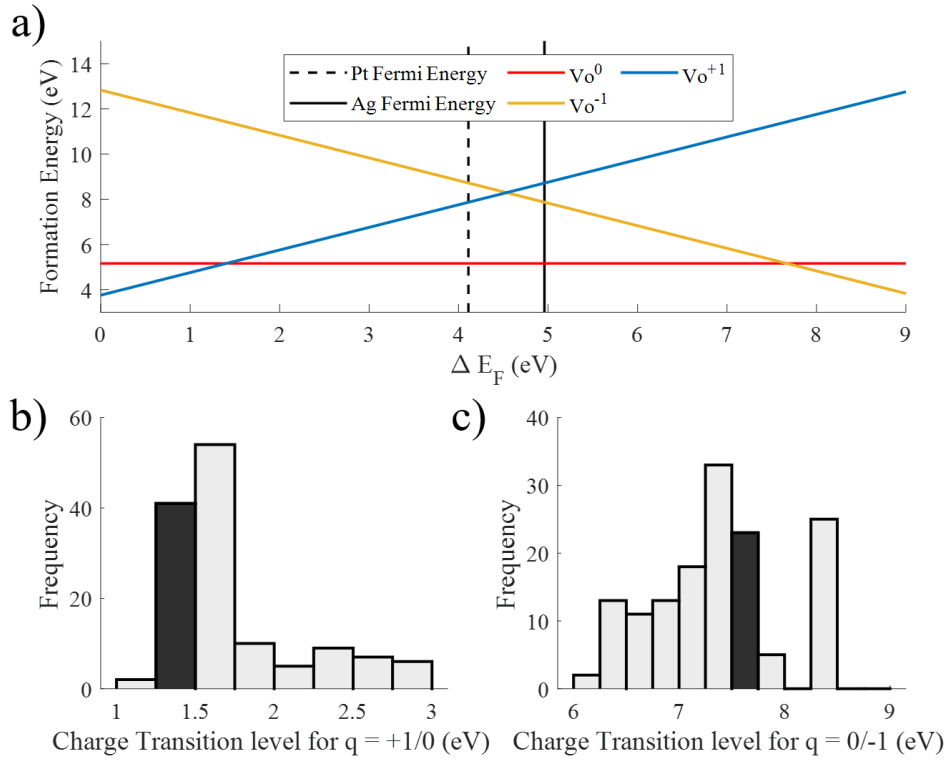 a)
Formation Energy (eV)
14
12
10
8
6
4
Pt Fermi Energy
Ag Fermi Energy
Vo^0
Vo^-1
Vo^+1
0 1 2 3 4 5 6 7 8 9
Δ E_F (eV)
b)
Frequency
60
40
20
0
1 1.5 2 2.5 3
Charge Transition level for q = +1/0 (eV)
c)
Frequency
40
30
20
10
0
6 7 8 9
Charge Transition level for q = 0/-1 (eV)